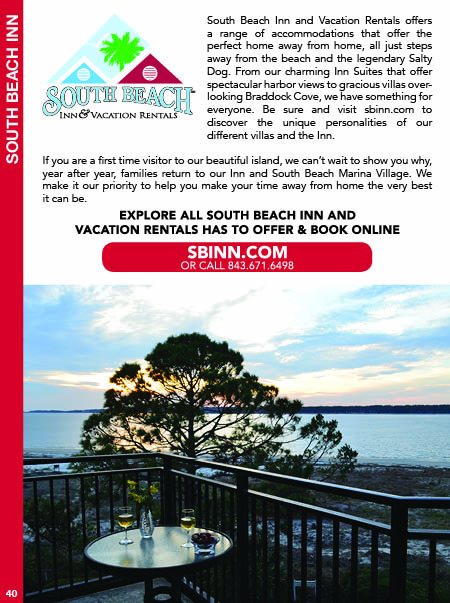 SOUTH BEACH INN
SOUTH BEACH
INN & VACATION RENTALS
South Beach Inn and Vacation Rentals offers
a range of accommodations that offer the
perfect home away from home, all just steps
away from the beach and the legendary Salty
Dog. From our charming Inn Suites that offer
spectacular harbor views to gracious villas over-
looking Braddock Cove, we have something for
everyone. Be sure and visit sbinn.com to
discover the unique personalities of our
different villas and the Inn.
If you are a first time visitor to our beautiful island, we can't wait to show you why,
year after year, families return to our Inn and South Beach Marina Village. We
make it our priority to help you make your time away from home the very best
it can be.
EXPLORE ALL SOUTH BEACH INN AND
VACATION RENTALS HAS TO OFFER & BOOK ONLINE
SBINN.COM
OR CALL 843.671.6498
40